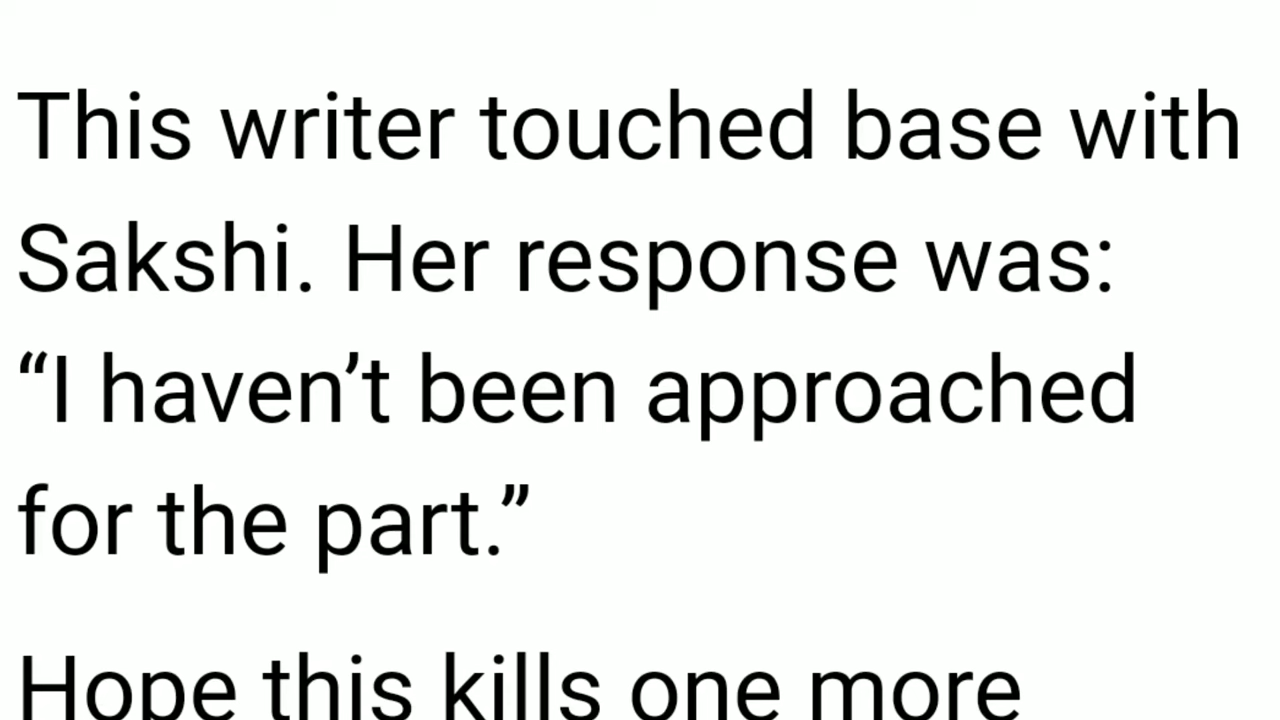 This writer touched base with
Sakshi. Her response was:
“I haven’t been approached
for the part.”
Hope this kills one more